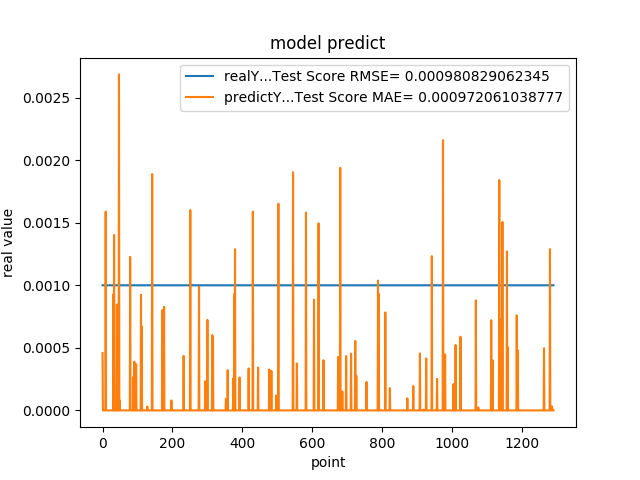 model predict
realY...Test Score RMSE= 0.000980829062345
predictY...Test Score MAE= 0.000972061038777
0.0025
0.0020
0.0015
0.0010
0.0005
0.0000
real value
0 200 400 600 800 1000 1200
point